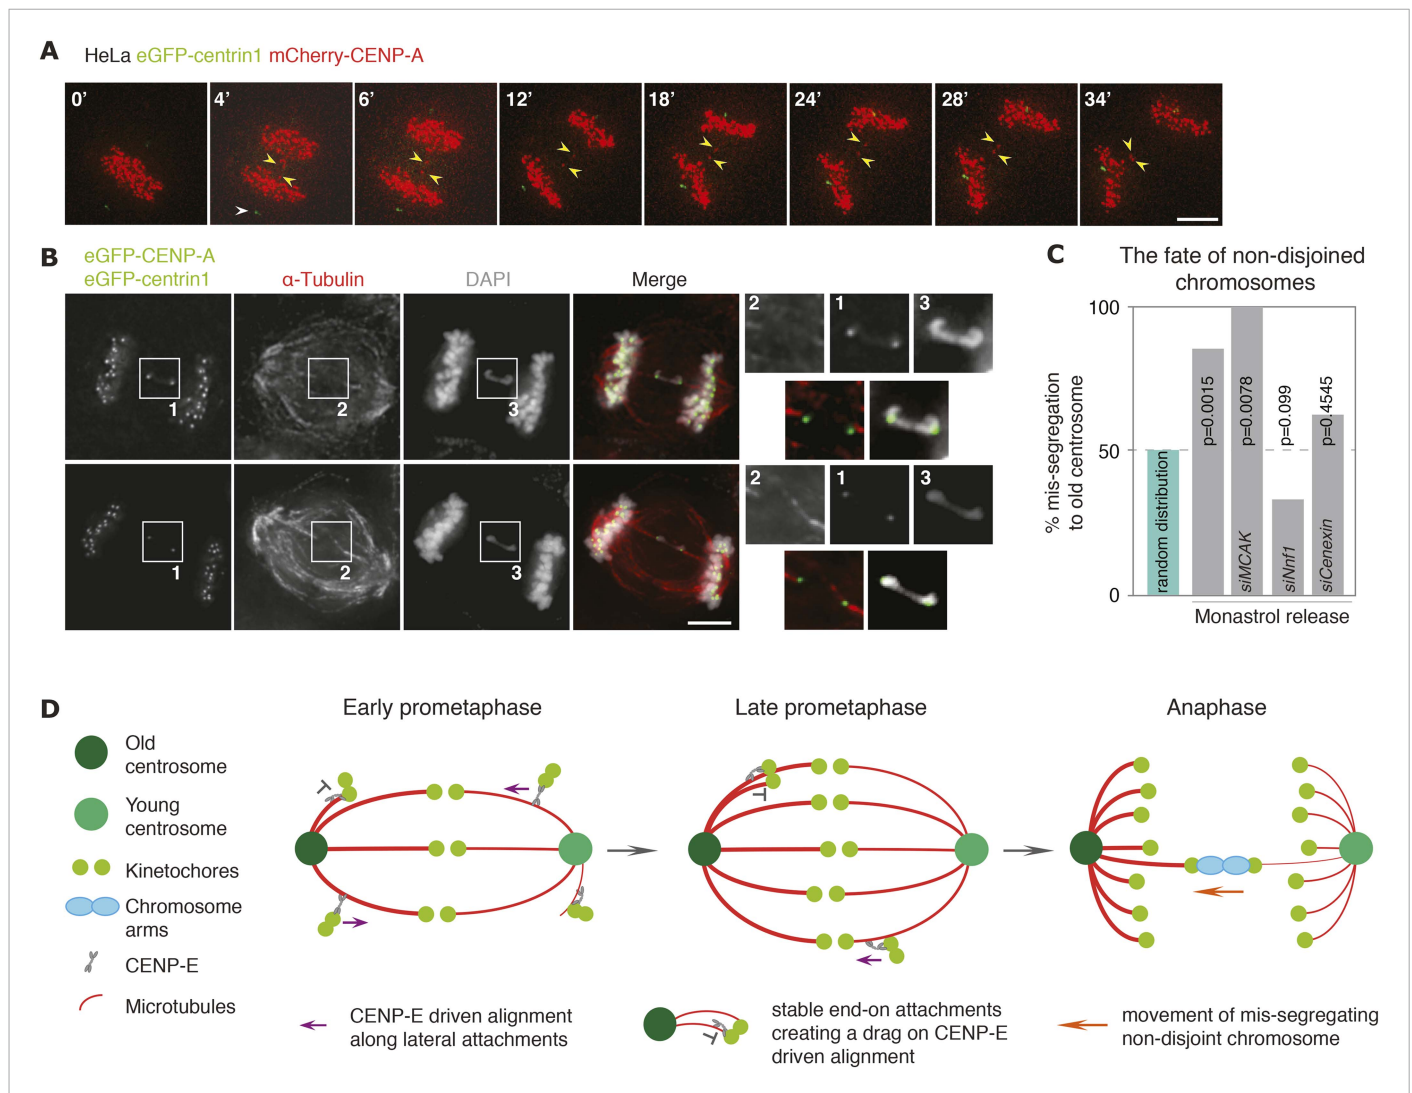 A
HeLa eGFP-centrin1 mCherry-CENP-A
0’ 4’ 6’ 12’ 18’ 24’ 28’ 34’
B
eGFP-CENP-A
eGFP-centrin1 α-Tubulin DAPI Merge
1 2 3
2 1 3
1 2 3
2 1 3
C
The fate of non-disjoined
chromosomes
% mis-segregation
to old centrosome
100
50
0
random distribution
p=0.0015
p=0.0078
siMCAK
p=0.099
siNnf1
p=0.4545
siCenexin
Monastrol release
D
Early prometaphase
Late prometaphase
Anaphase
Old
centrosome
Young
centrosome
Kinetochores
Chromosome
arms
CENP-E
Microtubules
CENP-E driven alignment
along lateral attachments
stable end-on attachments
creating a drag on CENP-E
driven alignment
movement of mis-segregating
non-disjoint chromosome